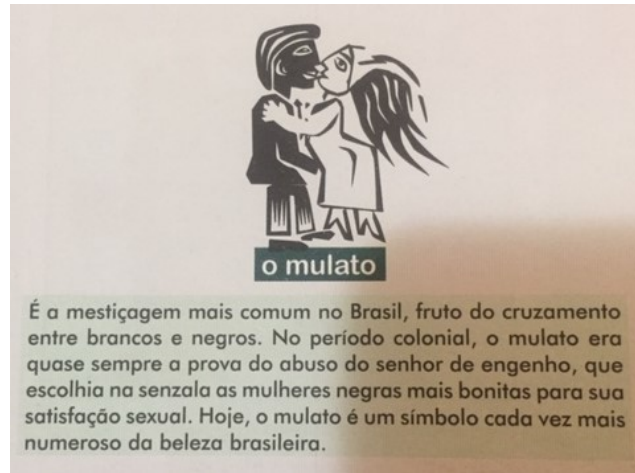 o mulato
É a mestiçagem mais comum no Brasil, fruto do cruzamento
entre brancos e negros. No período colonial, o mulato era
quase sempre a prova do abuso do senhor de engenho, que
escolhia na senzala as mulheres negras mais bonitas para sua
satisfação sexual. Hoje, o mulato é um símbolo cada vez mais
numeroso da beleza brasileira.